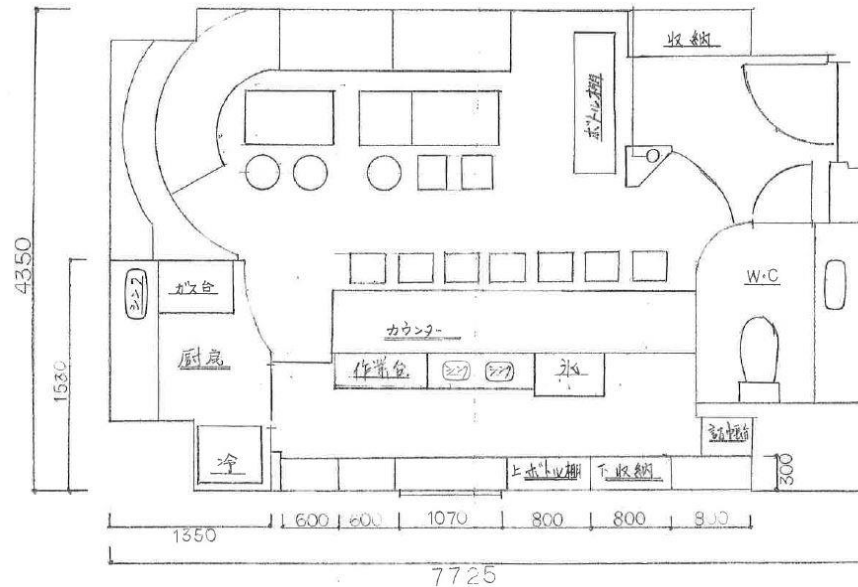 収納
ボトル棚
4350
W・C
シンク
ガス台
カウンター
厨房
作業台
シンク
シンク
氷
1530
冷
上ボトル棚
下収納
300
600
600
1070
800
800
800
1350
7725